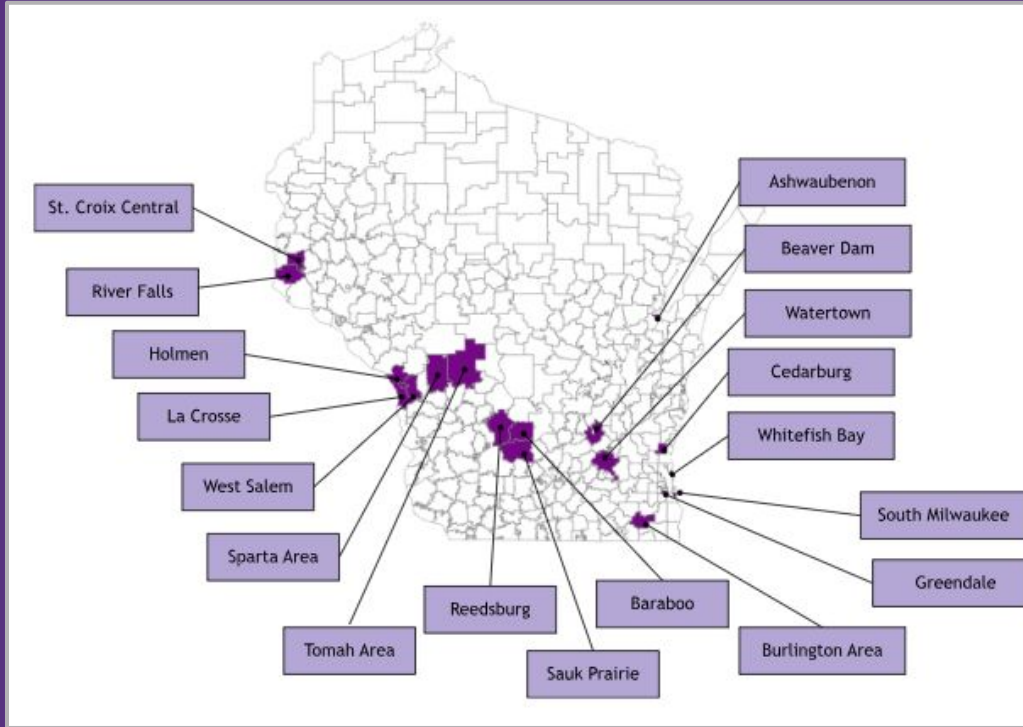 St. Croix Central
River Falls
Holmen
La Crosse
West Salem
Sparta Area
Tomah Area
Reedsburg
Sauk Prairie
Baraboo
Ashwaubenon
Beaver Dam
Watertown
Cedarburg
Whitefish Bay
South Milwaukee
Greendale
Burlington Area